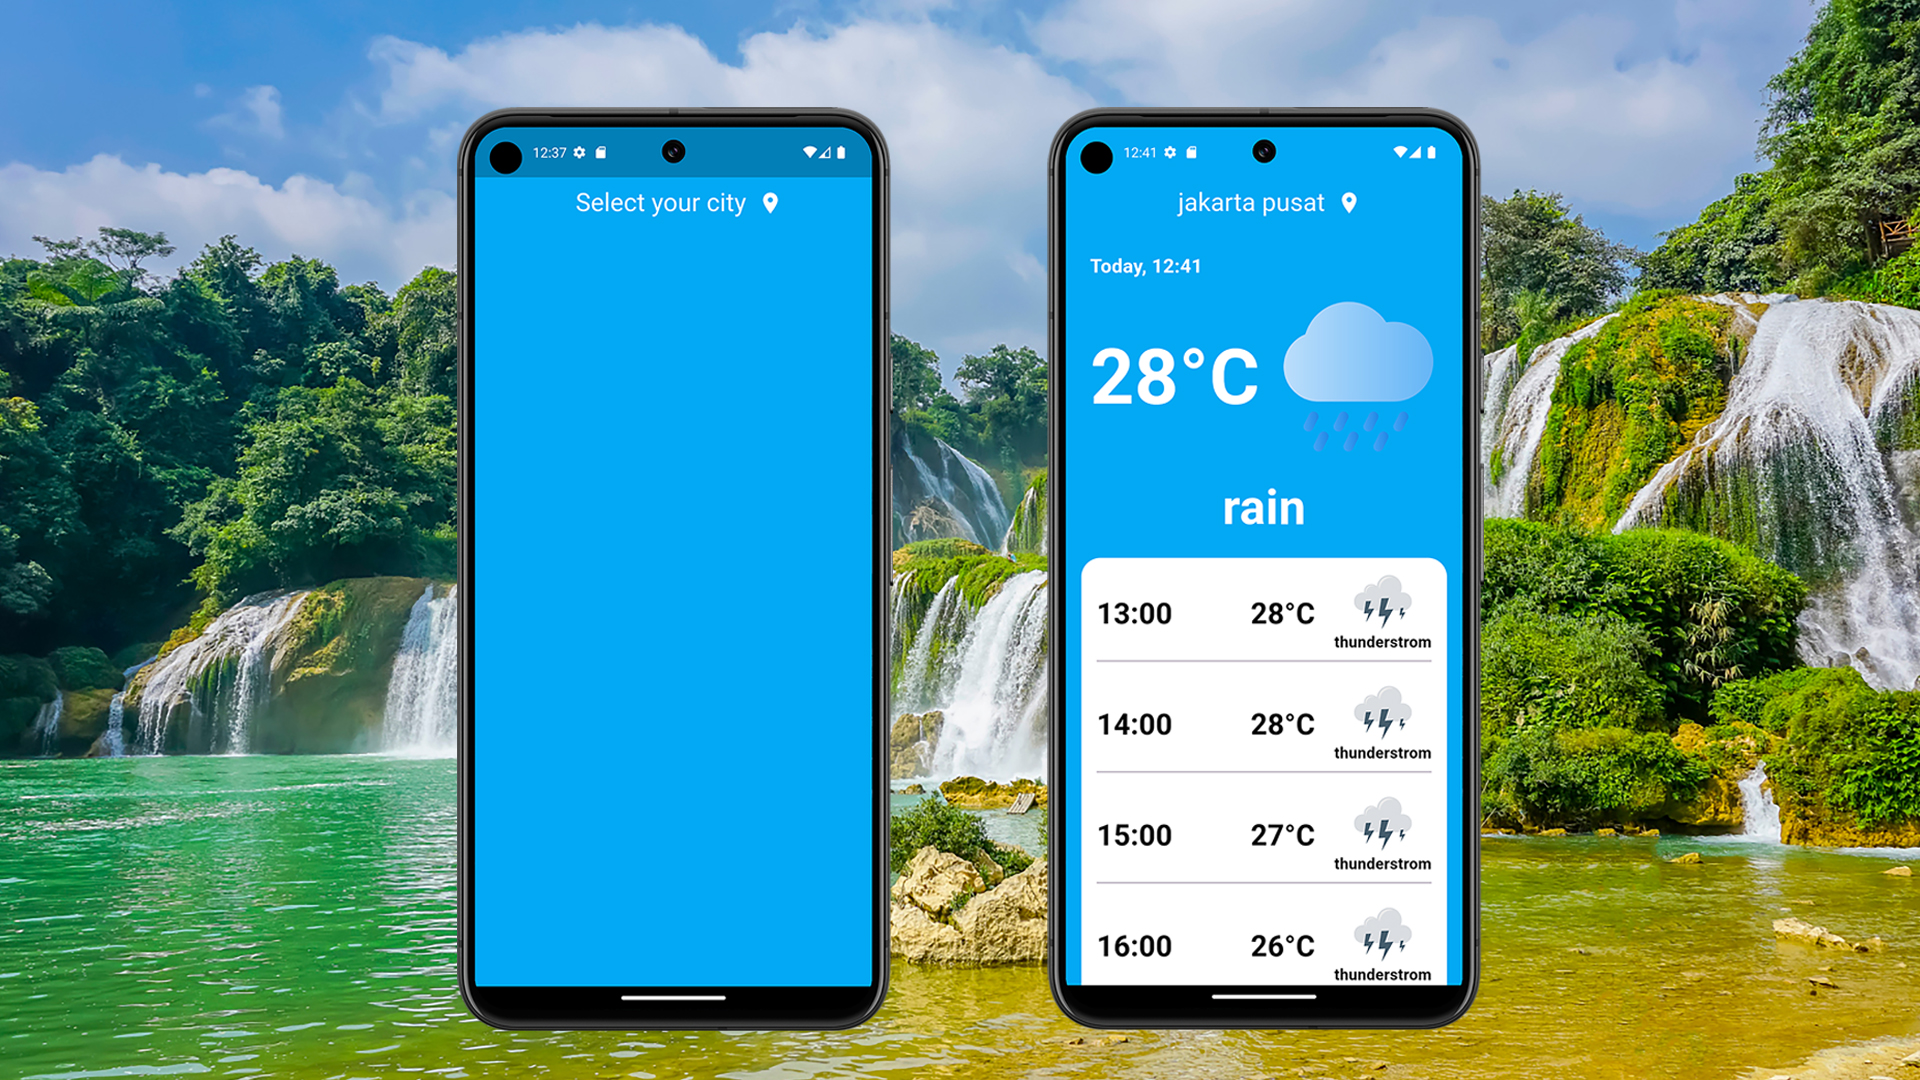 12:37
Select your city
12:41
jakarta pusat
Today, 12:41
28°C
rain
13:00 28°C
thunderstrom
14:00 28°C
thunderstrom
15:00 27°C
thunderstrom
16:00 26°C
thunderstrom